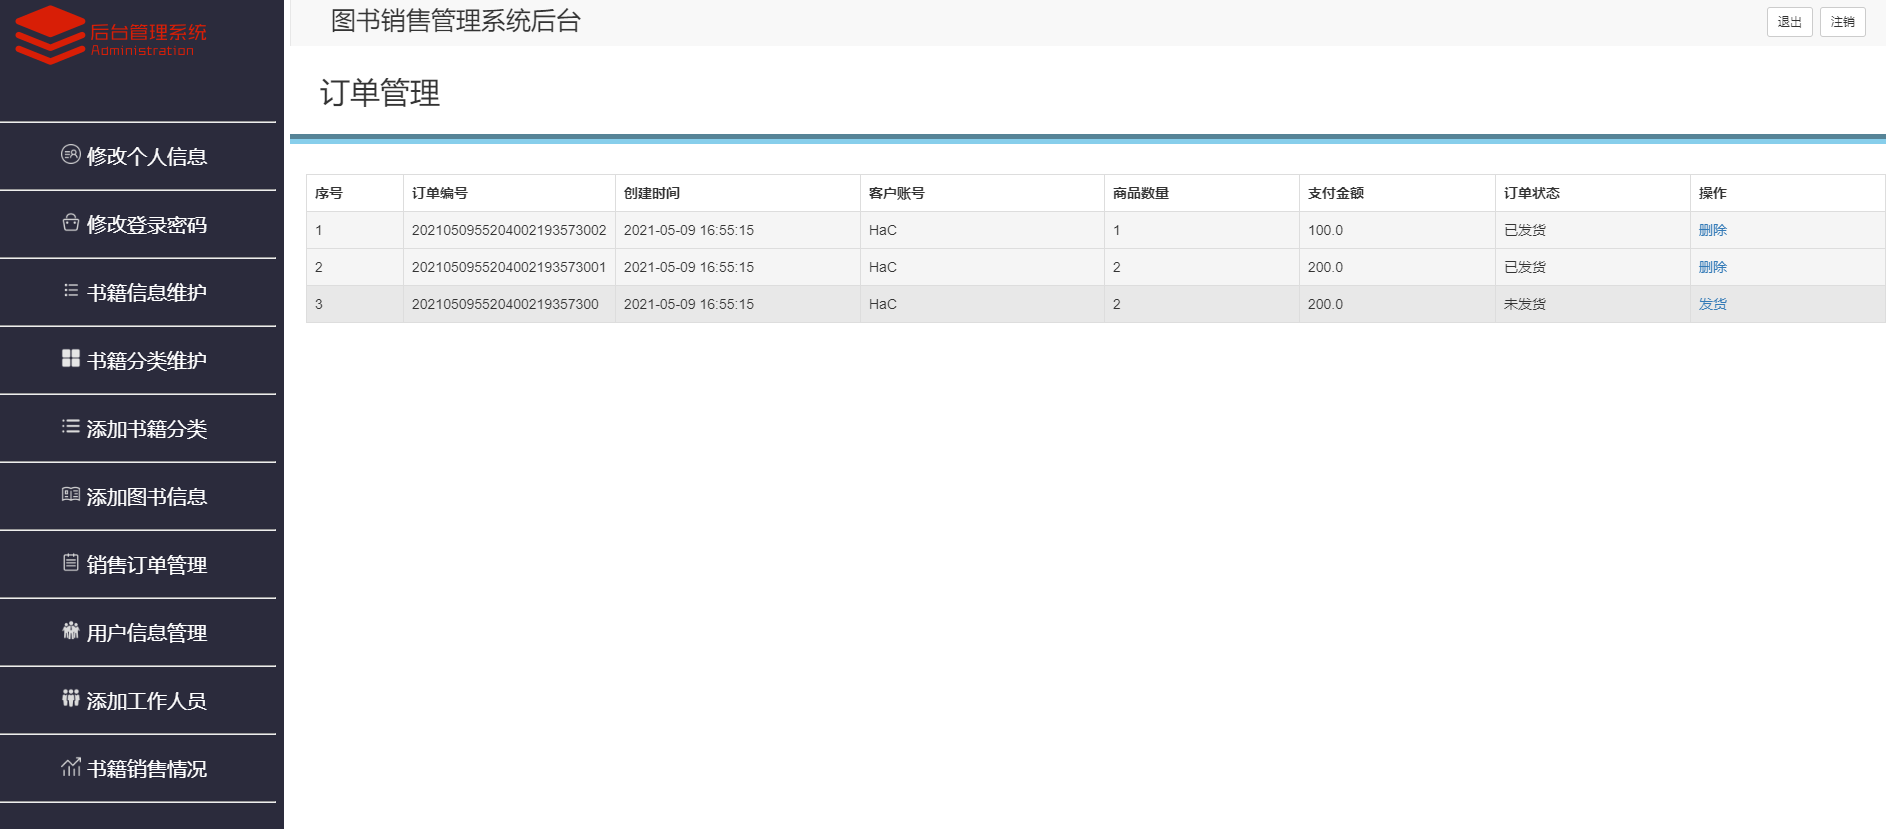 后台管理系统
Administration
修改个人信息
修改登录密码
书籍信息维护
书籍分类维护
添加书籍分类
添加图书信息
销售订单管理
用户信息管理
添加工作人员
书籍销售情况
图书销售管理系统后台 退出 注销
订单管理
序号 订单编号 创建时间 客户账号 商品数量 支付金额 订单状态 操作
1 2021050955204002193573002 2021-05-09 16:55:15 HaC 1 100.0 已发货 删除
2 2021050955204002193573001 2021-05-09 16:55:15 HaC 2 200.0 已发货 删除
3 202105095520400219357300 2021-05-09 16:55:15 HaC 2 200.0 未发货 发货